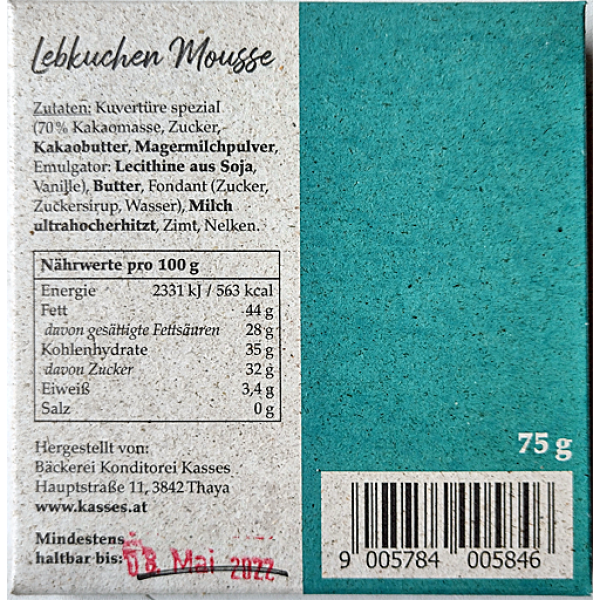 Lebkuchen Mousse
Zutaten: Kuvertüre spezial
(70% Kakaomasse, Zucker,
Kakaobutter, Magermilchpulver,
Emulgator: Lecithine aus Soja,
Vanille), Butter, Fondant (Zucker,
Zuckersirup, Wasser), Milch
ultrahocherhitzt, Zimt, Nelken.
Nährwerte pro 100 g
Energie 2331 kJ / 563 kcal
Fett 44 g
davon gesättigte Fettsäuren 28 g
Kohlenhydrate 35 g
davon Zucker 32 g
Eiweiß 3,4 g
Salz 0 g
Hergestellt von:
Bäckerei Konditorei Kasses
Hauptstraße 11, 3842 Thaya
www.kasses.at
Mindestens
haltbar bis: 08. Mai 2022
75 g
9 005784 005846